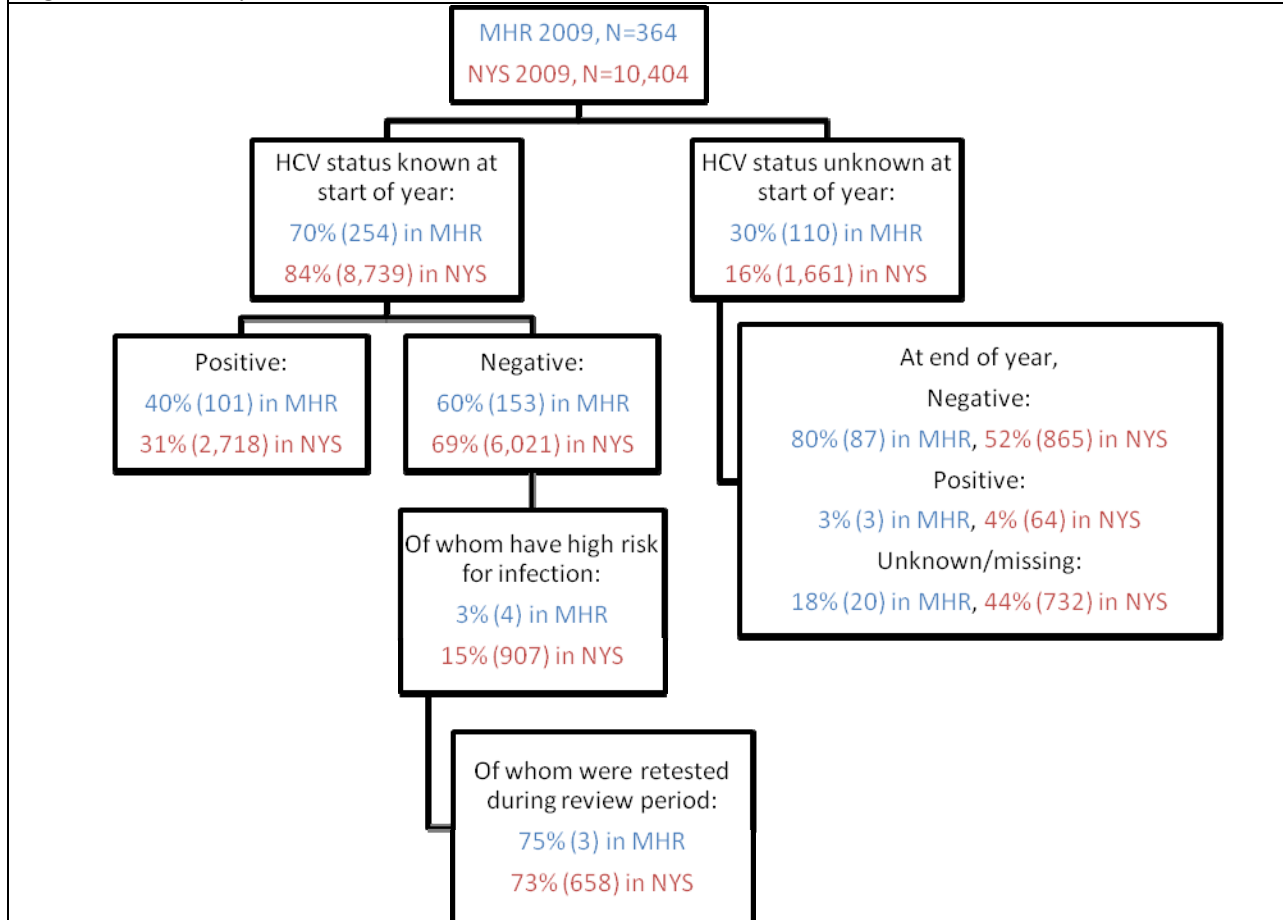 MHR 2009, N=364
NYS 2009, N=10,404
HCV status known at
start of year:
70% (254) in MHR
84% (8,739) in NYS
HCV status unknown at
start of year:
30% (110) in MHR
16% (1,661) in NYS
Positive:
40% (101) in MHR
31% (2,718) in NYS
Negative:
60% (153) in MHR
69% (6,021) in NYS
At end of year,
Negative:
80% (87) in MHR, 52% (865) in NYS
Positive:
3% (3) in MHR, 4% (64) in NYS
Unknown/missing:
18% (20) in MHR, 44% (732) in NYS
Of whom have high risk
for infection:
3% (4) in MHR
15% (907) in NYS
Of whom were retested
during review period:
75% (3) in MHR
73% (658) in NYS